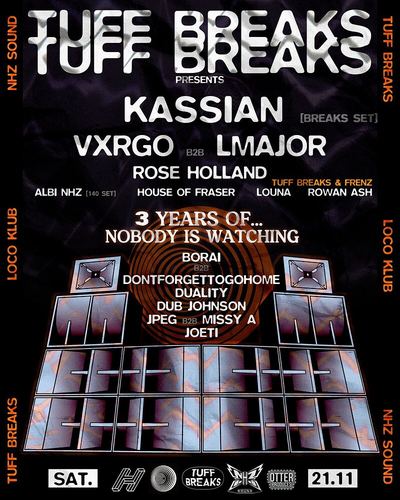 TUFF BREAKS
TUFF BREAKS
PRESENTS
KASSIAN [BREAKS SET]
VXRGO B2B LMAJOR
ROSE HOLLAND
TUFF BREAKS & FRENZ
ALBI NHZ [140 SET] HOUSE OF FRASER LOUNA ROWAN ASH
3 YEARS OF...
NOBODY IS WATCHING
BORAI
B2B
DONTFORGETTOGOHOME
DUALITY
DUB JOHNSON
JPEG B2B MISSY A
JOETI
NHZ SOUND
LOCO KLUB
TUFF BREAKS
TUFF BREAKS
LOCO KLUB
NHZ SOUND
SAT. TUFF BREAKS NHZ SOUND OTTER 21.11